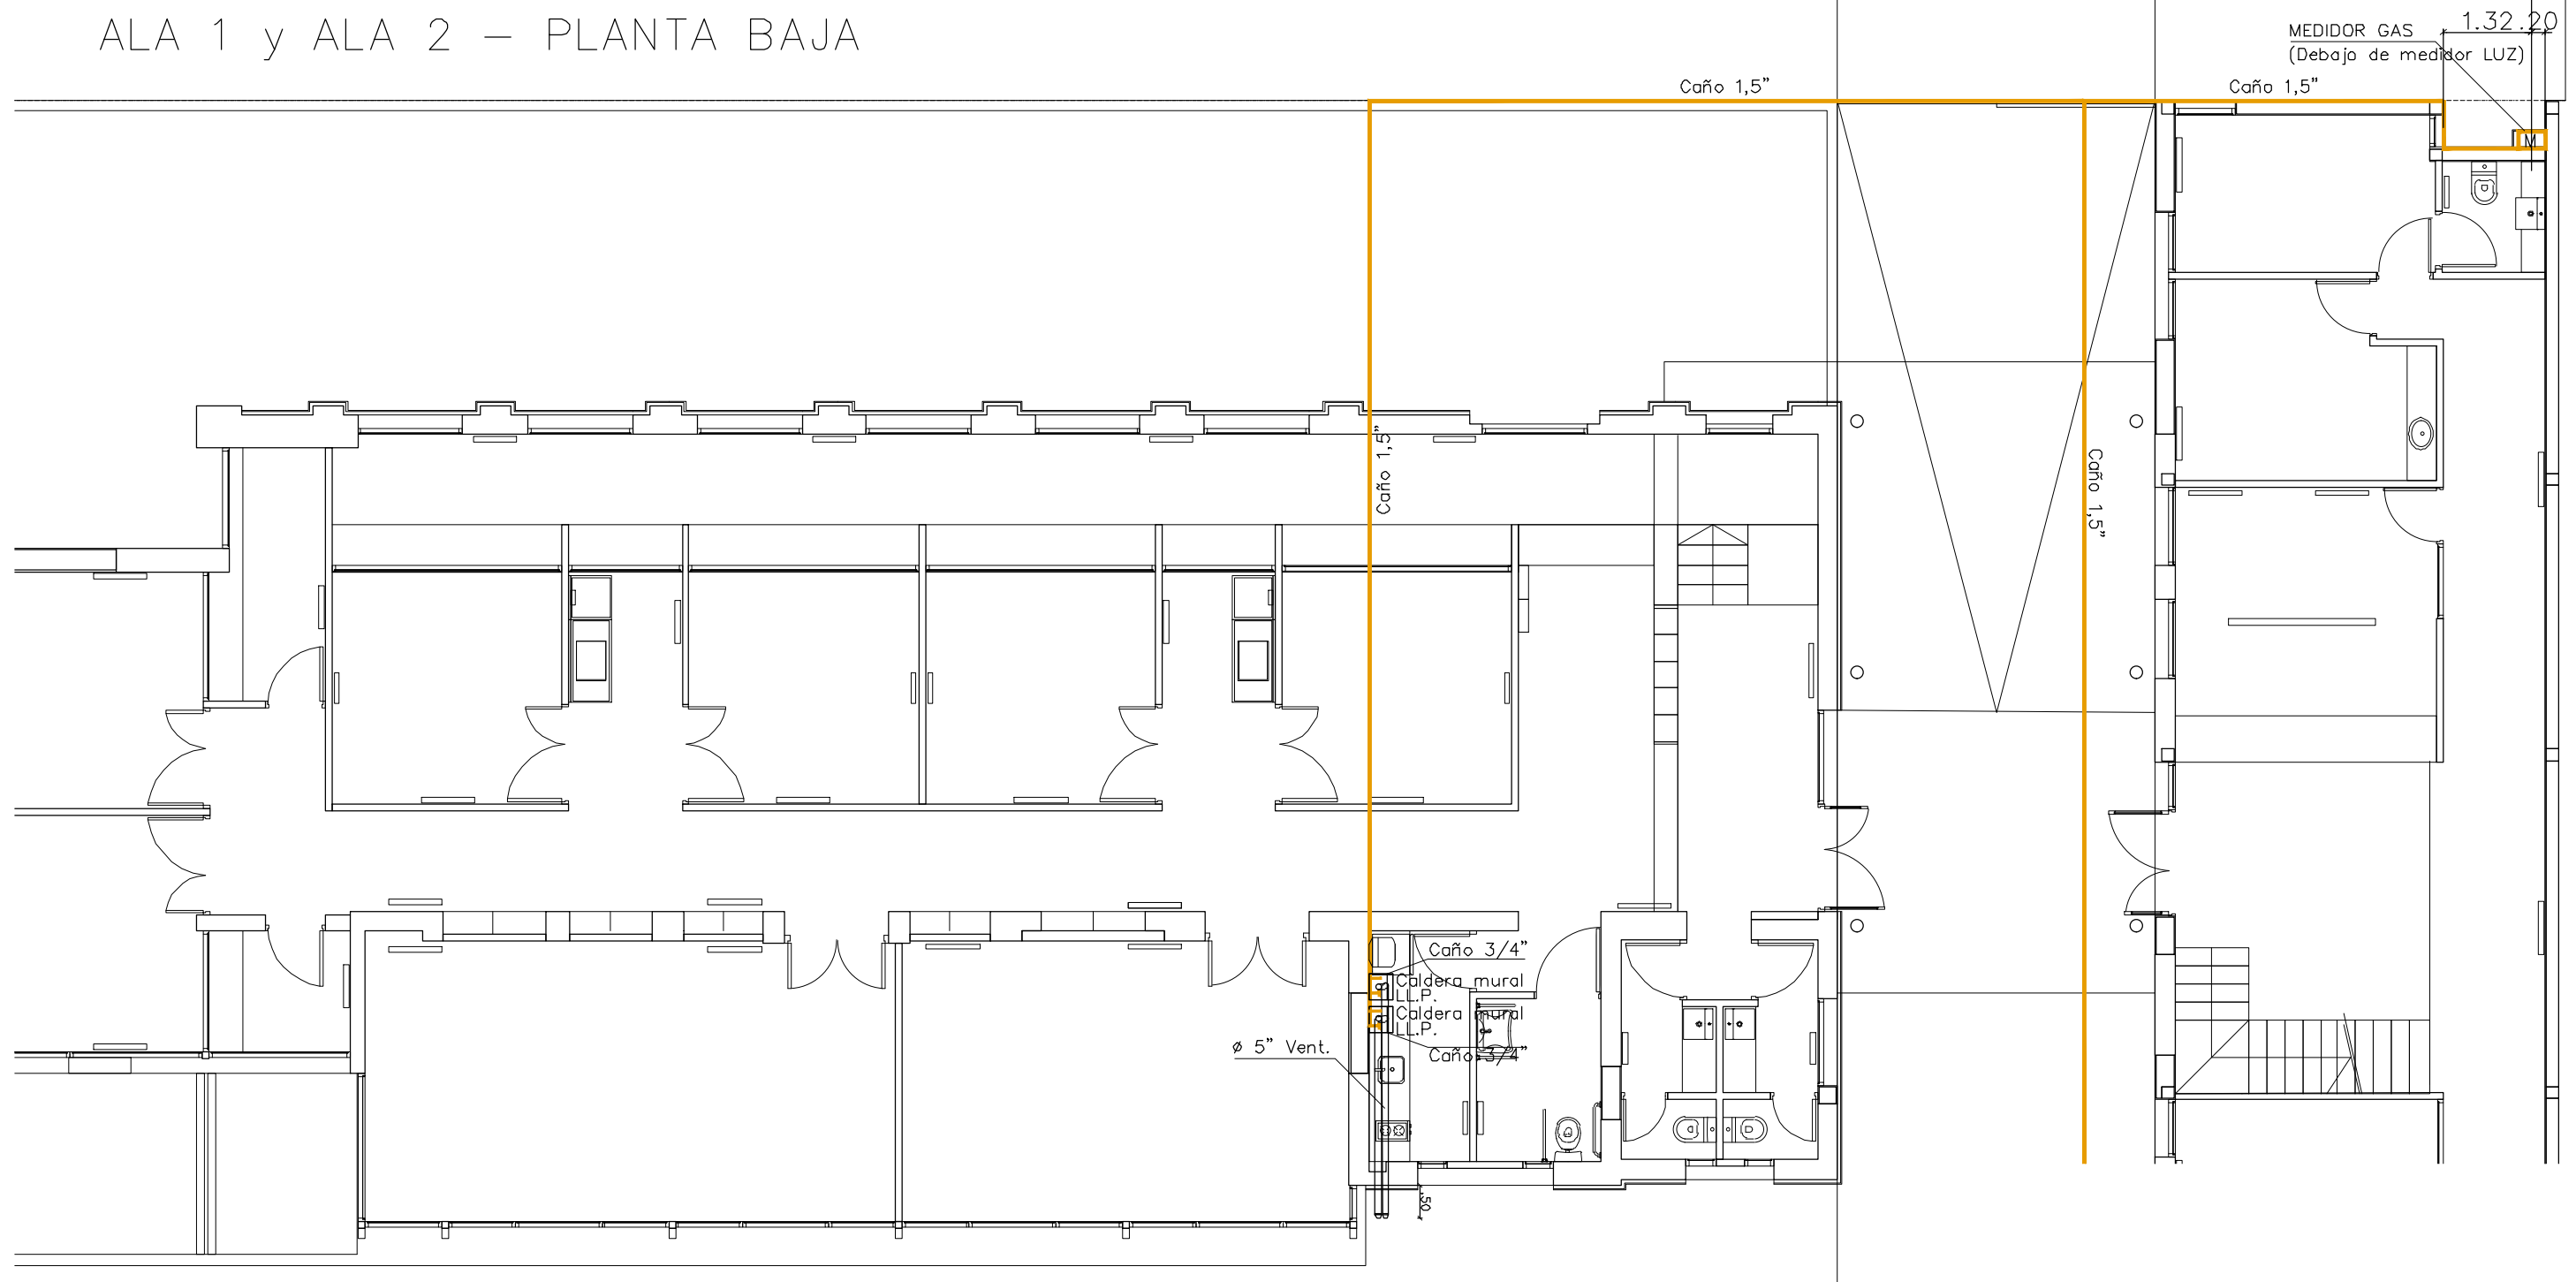 ALA 1 y ALA 2 – PLANTA BAJA
1.32
.20
MEDIDOR GAS
(Debajo de medidor LUZ)
Caño 1,5"
Caño 1,5"
M
Caño 1,5"
Caño 1,5"
Caño 3/4"
Caldera mural
LL.P.
Caldera mural
LL.P.
Caño 3/4"
ø 5" Vent.
.50